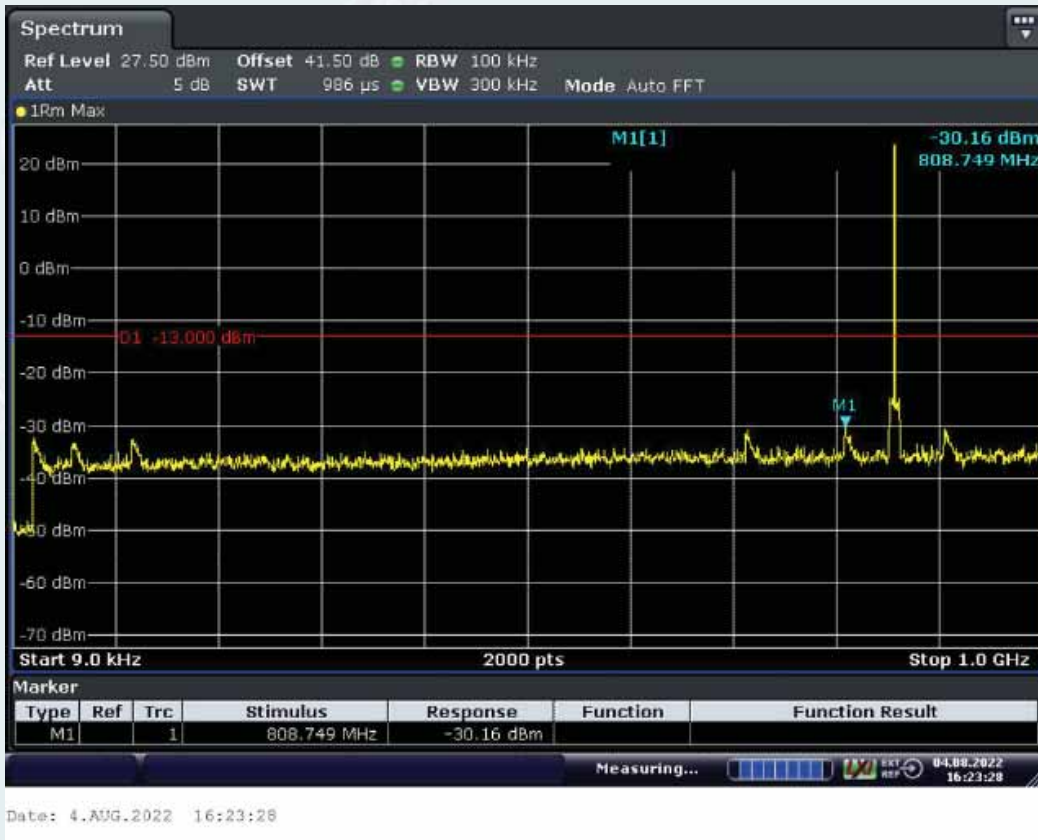 Spectrum
Ref Level 27.50 dBm Offset 41.50 dB RBW 100 kHz
Att 5 dB SWT 986 µs VBW 300 kHz Mode Auto FFT
1Rm Max
M1[1] -30.16 dBm
808.749 MHz
20 dBm
10 dBm
0 dBm
-10 dBm
D1 -13.000 dBm
-20 dBm
M1
-30 dBm
-40 dBm
-50 dBm
-60 dBm
-70 dBm
Start 9.0 kHz 2000 pts Stop 1.0 GHz
Marker
Type Ref Trc Stimulus Response Function Function Result
M1 1 808.749 MHz -30.16 dBm
Measuring... LXI EXT REF 04.08.2022
16:23:28
Date: 4.AUG.2022 16:23:28